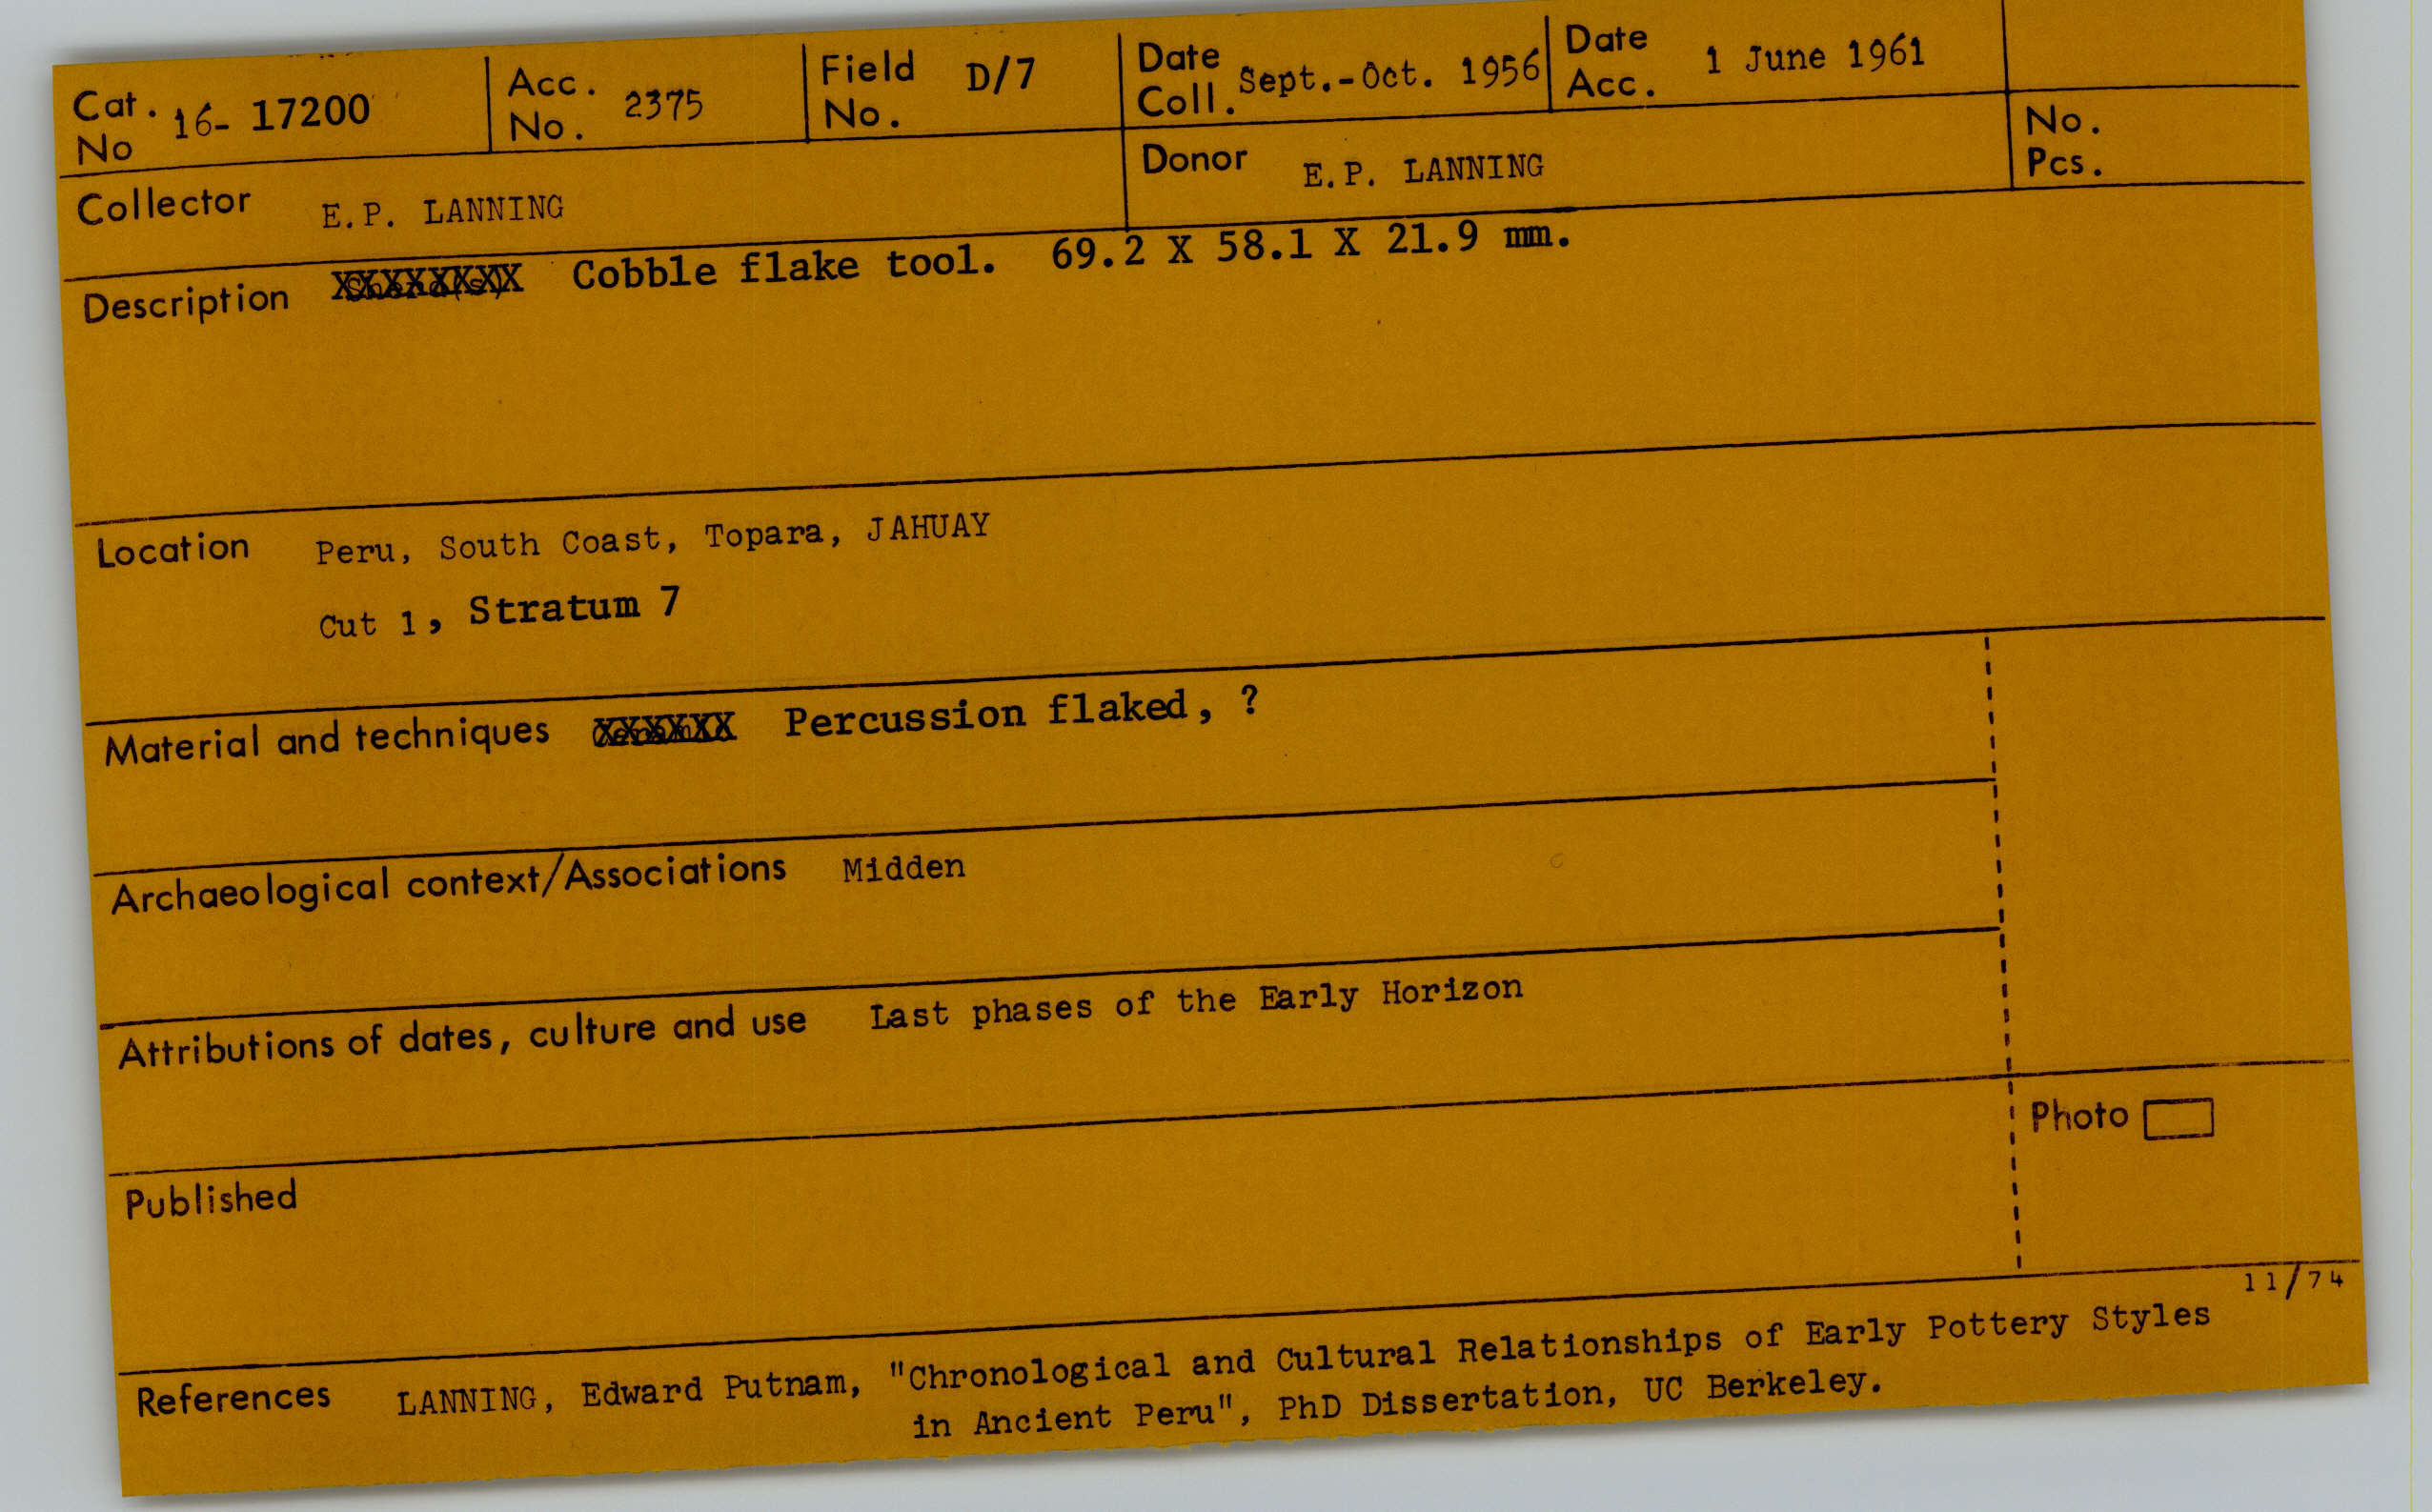 Cat. No 16- 17200 Acc. No. 2375 Field No. D/7 Date Coll. Sept.-Oct. 1956 Date Acc. 1 June 1961
Collector E.P. LANNING Donor E.P. LANNING No. Pcs.
Description Cobble flake tool. 69.2 X 58.1 X 21.9 mm.
Location Peru, South Coast, Topara, JAHUAY
Cut 1, Stratum 7
Material and techniques Percussion flaked, ?
Archaeological context/Associations Midden
Attributions of dates, culture and use Last phases of the Early Horizon
Photo
Published
11/74
References LANNING, Edward Putnam, "Chronological and Cultural Relationships of Early Pottery Styles
in Ancient Peru", PhD Dissertation, UC Berkeley.